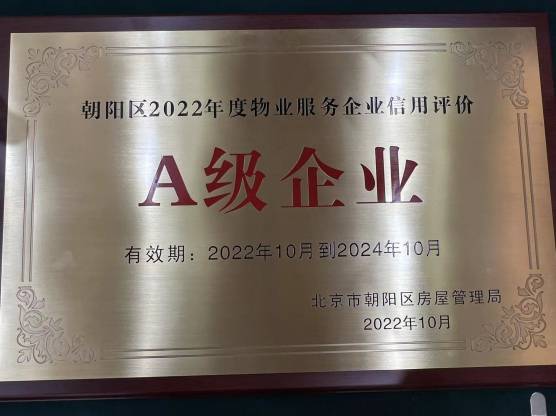 朝阳区2022年度物业服务企业信用评价
A级企业
有效期：2022年10月到2024年10月
北京市朝阳区房屋管理局
2022年10月